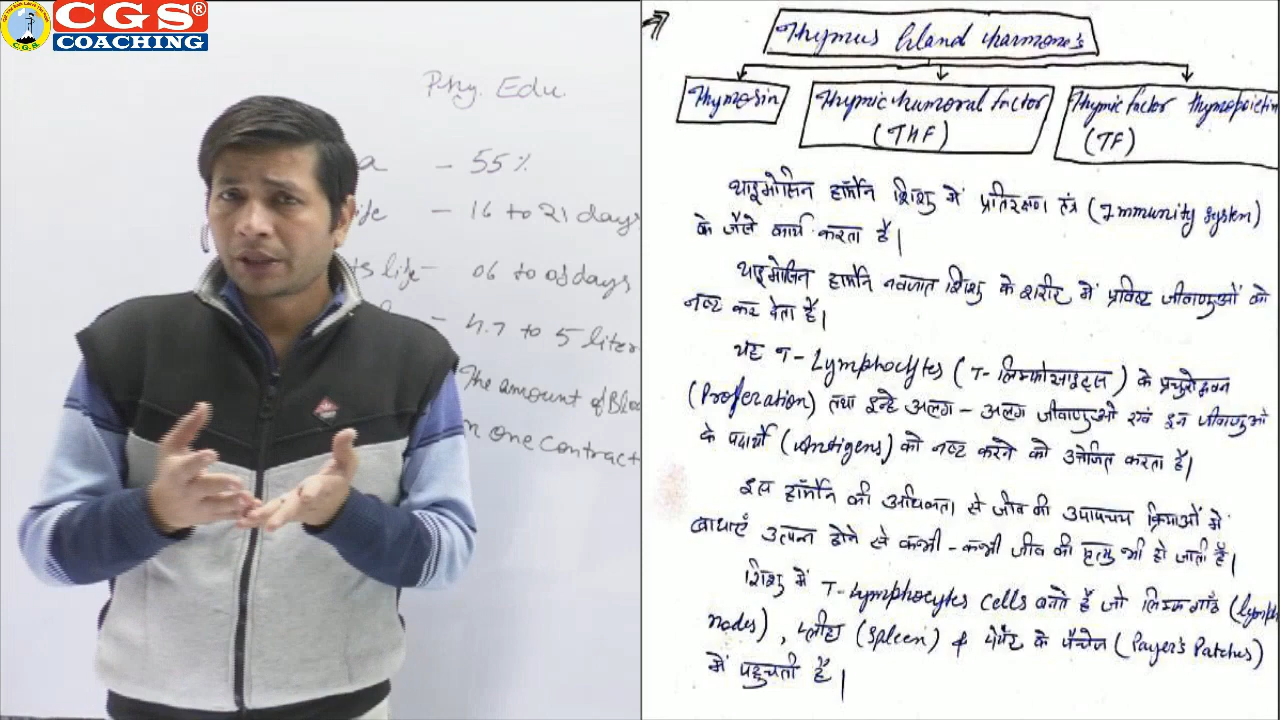 CGS®
COACHING
C.G.S.
Phy. Edu
a - 55%
ife - 16 to 21 days
ts life - 06 to 08 days
- 4.7 to 5 liter
The amount of Bloo
n one contract
Thymus Gland Harmone's
Thymosin
Thymic humoral factor
(THF)
Thymic factor Thymopoietin
(TF)
थाइमोसिन हॉर्मोन शिशु में प्रतिरक्षण तंत्र (Immunity System)
के जैसे कार्य करता है।
थाइमोसिन हॉर्मोन नवजात शिशु के शरीर में प्रविष्ट जीवाणुओं को
नष्ट कर देता है।
यह T-Lymphocytes (T-लिम्फोसाइट्स) के प्रचुरोद्भवन
(Proferation) तथा इन्हे अलग-अलग जीवाणुओ एवं इन जीवाणुओ
के पदार्थो (Antigens) को नष्ट करने को उत्तेजित करता है।
इस हॉर्मोन की अधिकता से जीव की उपापचय क्रियाओं में
बाधाएँ उत्पन्न होने से कभी-कभी जीव की मृत्यु भी हो जाती है।
शिशु में T-Lymphocytes Cells बनते हैं जो लिम्फ गाँठ (Lymph
nodes), प्लीहा (Spleen) & पेयर के पैचेज (Payer's Patches)
में पहुचती हैं।